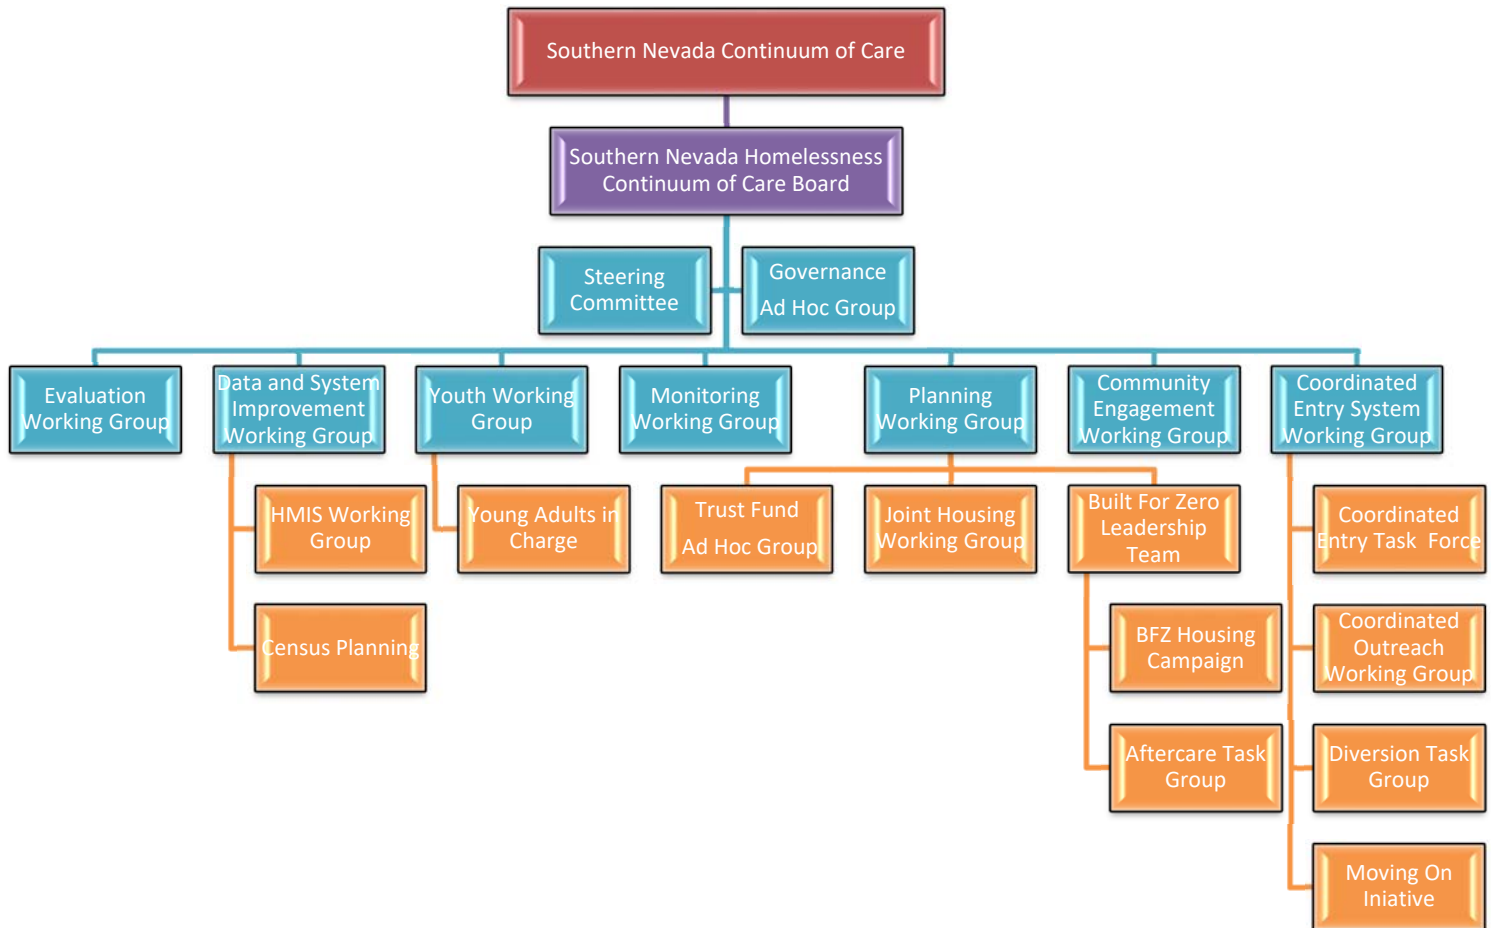 Southern Nevada Continuum of Care
Southern Nevada Homelessness
Continuum of Care Board
Steering
Committee
Governance
Ad Hoc Group
Evaluation
Working Group
Data and System
Improvement
Working Group
Youth Working
Group
Monitoring
Working Group
Planning
Working Group
Community
Engagement
Working Group
Coordinated
Entry System
Working Group
HMIS Working
Group
Census Planning
Young Adults in
Charge
Trust Fund
Ad Hoc Group
Joint Housing
Working Group
Built For Zero
Leadership
Team
BFZ Housing
Campaign
Aftercare Task
Group
Coordinated
Entry Task  Force
Coordinated
Outreach
Working Group
Diversion Task
Group
Moving On
Iniative